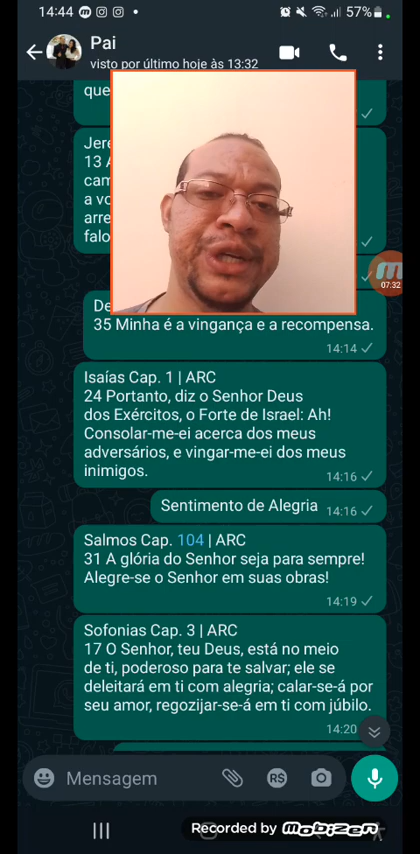 14:44
57%
Pai
visto por último hoje às 13:32
que
Jere
13 A
cam
a vo
arre
falo
07:32
De
35 Minha é a vingança e a recompensa.
14:14
Isaías Cap. 1 | ARC
24 Portanto, diz o Senhor Deus
dos Exércitos, o Forte de Israel: Ah!
Consolar-me-ei acerca dos meus
adversários, e vingar-me-ei dos meus
inimigos.
14:16
Sentimento de Alegria 14:16
Salmos Cap. 104 | ARC
31 A glória do Senhor seja para sempre!
Alegre-se o Senhor em suas obras!
14:19
Sofonias Cap. 3 | ARC
17 O Senhor, teu Deus, está no meio
de ti, poderoso para te salvar; ele se
deleitará em ti com alegria; calar-se-á por
seu amor, regozijar-se-á em ti com júbilo.
14:20
Mensagem
R$
Recorded by mobizen